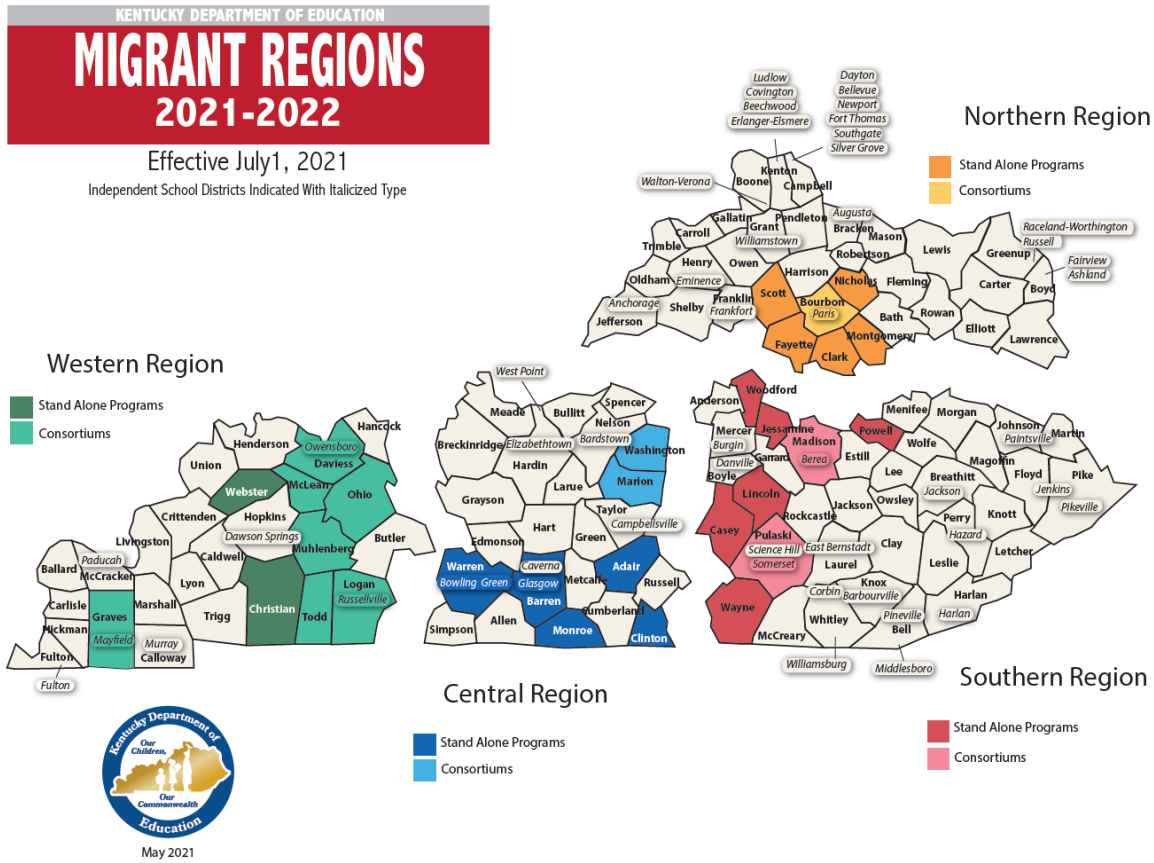 KENTUCKY DEPARTMENT OF EDUCATION
MIGRANT REGIONS
2021-2022
Effective July1, 2021
Independent School Districts Indicated With Italicized Type
Northern Region
Stand Alone Programs
Consortiums
Ludlow
Covington
Beechwood
Erlanger-Elsmere
Dayton
Bellevue
Newport
Fort Thomas
Southgate
Silver Grove
Walton-Verona
Boone
Kenton
Campbell
Gallatin
Grant
Williamstown
Pendleton
Augusta
Bracken
Mason
Carroll
Trimble
Robertson
Lewis
Greenup
Raceland-Worthington
Russell
Fairview
Ashland
Henry
Owen
Harrison
Nicholas
Fleming
Carter
Boyd
Oldham
Eminence
Scott
Bourbon
Paris
Anchorage
Jefferson
Shelby
Franklin
Frankfort
Bath
Rowan
Elliott
Lawrence
Fayette
Clark
Montgomery
Western Region
Stand Alone Programs
Consortiums
Hancock
Henderson
Owensboro
Daviess
Union
Webster
McLean
Ohio
Crittenden
Hopkins
Dawson Springs
Livingston
Caldwell
Muhlenberg
Butler
Paducah
Ballard
McCracken
Lyon
Carlisle
Graves
Marshall
Trigg
Christian
Todd
Logan
Russellville
Hickman
Mayfield
Murray
Calloway
Fulton
Fulton
West Point
Meade
Bullitt
Spencer
Nelson
Bardstown
Breckinridge
Elizabethtown
Hardin
Washington
Marion
Larue
Grayson
Taylor
Campbellsville
Hart
Green
Edmonson
Warren
Bowling Green
Caverna
Glasgow
Barren
Metcalfe
Adair
Russell
Cumberland
Simpson
Allen
Monroe
Clinton
Central Region
Stand Alone Programs
Consortiums
Anderson
Woodford
Mercer
Burgin
Jessamine
Madison
Berea
Powell
Menifee
Morgan
Johnson
Paintsville
Martin
Wolfe
Danville
Boyle
Garrard
Estill
Lee
Magoffin
Floyd
Pike
Breathitt
Jackson
Jenkins
Pikeville
Lincoln
Rockcastle
Jackson
Owsley
Perry
Hazard
Knott
Casey
Pulaski
Science Hill
Somerset
East Bernstadt
Laurel
Clay
Leslie
Letcher
Knox
Barbourville
Corbin
Harlan
Harlan
Wayne
McCreary
Whitley
Pineville
Bell
Williamsburg
Middlesboro
Southern Region
Stand Alone Programs
Consortiums
Kentucky Department of
Our
Children,
Our
Commonwealth
Education
May 2021